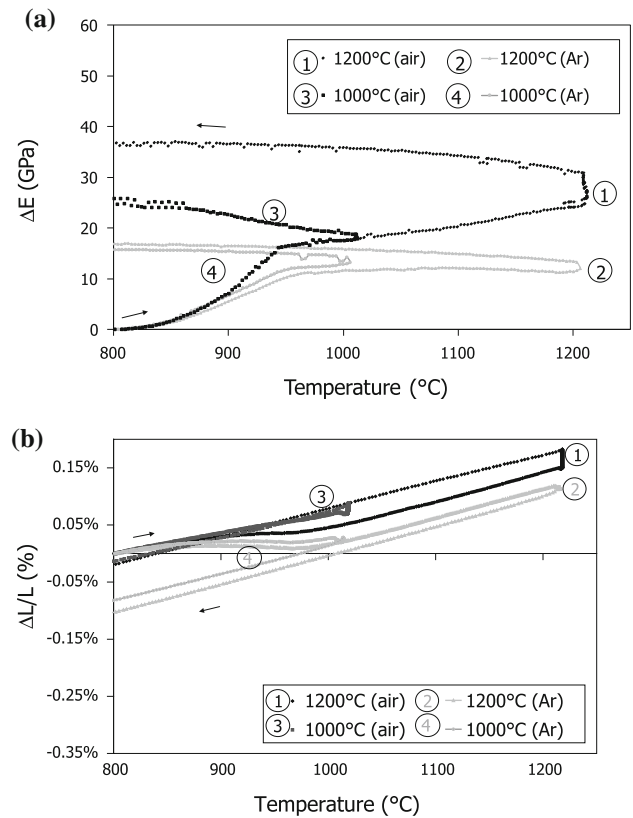 (a)
60
50
40
30
20
10
0
ΔE (GPa)
1 1200°C (air) 2 1200°C (Ar)
3 1000°C (air) 4 1000°C (Ar)
1
3
4
2
800 900 1000 1100 1200
Temperature (°C)
(b)
0.15%
0.05%
-0.05%
-0.15%
-0.25%
-0.35%
ΔL/L (%)
1
3
2
4
1 1200°C (air) 2 1200°C (Ar)
3 1000°C (air) 4 1000°C (Ar)
800 900 1000 1100 1200
Temperature (°C)